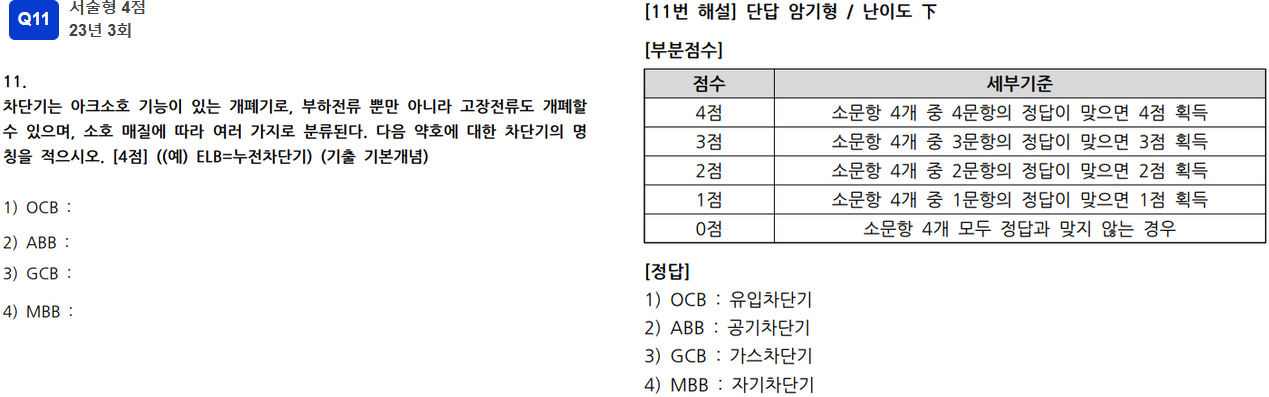 Q11
서술형 4점
23년 3회
11.
차단기는 아크소호 기능이 있는 개폐기로, 부하전류 뿐만 아니라 고장전류도 개폐할
수 있으며, 소호 매질에 따라 여러 가지로 분류된다. 다음 약호에 대한 차단기의 명
칭을 적으시오. [4점] ((예) ELB=누전차단기) (기출 기본개념)
1) OCB :
2) ABB :
3) GCB :
4) MBB :
[11번 해설] 단답 암기형 / 난이도 下
[부분점수]
점수 세부기준
4점 소문항 4개 중 4문항의 정답이 맞으면 4점 획득
3점 소문항 4개 중 3문항의 정답이 맞으면 3점 획득
2점 소문항 4개 중 2문항의 정답이 맞으면 2점 획득
1점 소문항 4개 중 1문항의 정답이 맞으면 1점 획득
0점 소문항 4개 모두 정답과 맞지 않는 경우
[정답]
1) OCB : 유입차단기
2) ABB : 공기차단기
3) GCB : 가스차단기
4) MBB : 자기차단기